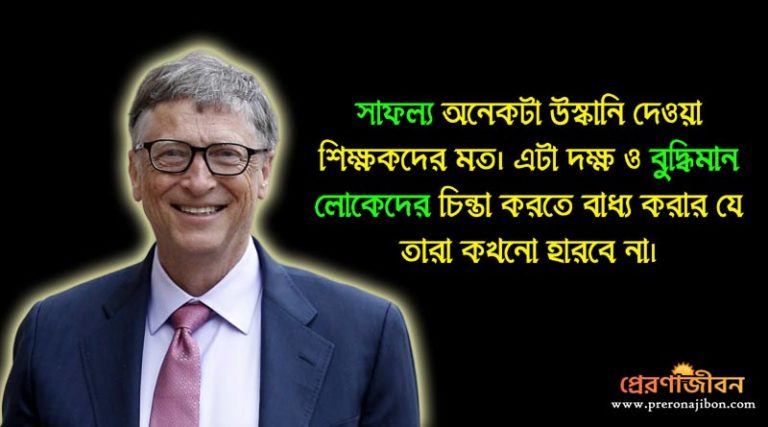 সাফল্য অনেকটা উস্কানি দেওয়া
শিক্ষকদের মত। এটা দক্ষ ও বুদ্ধিমান
লোকেদের চিন্তা করতে বাধ্য করার যে
তারা কখনো হারবে না।
প্রেরণাজীবন
www.preronajibon.com